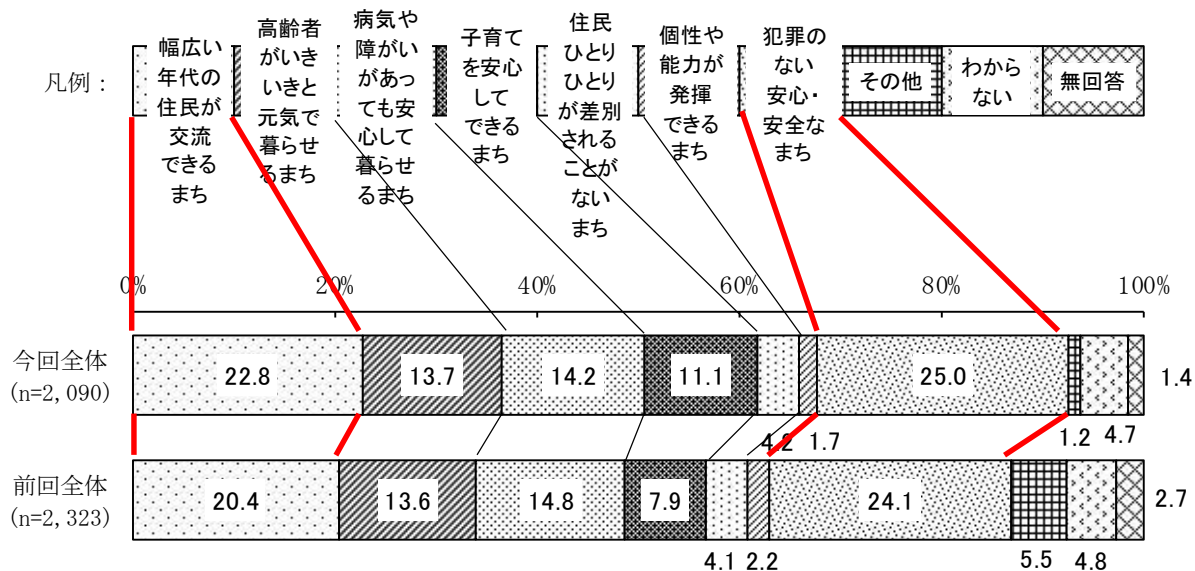 凡例：
幅広い
年代の
住民が
交流
できる
まち
高齢者
がいき
いきと
元気で
暮らせ
るまち
病気や
障がい
があっ
ても安
心して
暮らせ
るまち
子育て
を安心
して
できる
まち
住民
ひとり
ひとり
が差別
される
ことが
ない
まち
個性や
能力が
発揮
できる
まち
犯罪の
ない
安心・
安全な
まち
その他
わから
ない
無回答
0%
20%
40%
60%
80%
100%
今回全体
(n=2,090)
22.8
13.7
14.2
11.1
4.2
1.7
25.0
1.2
4.7
1.4
前回全体
(n=2,323)
20.4
13.6
14.8
7.9
4.1
2.2
24.1
5.5
4.8
2.7